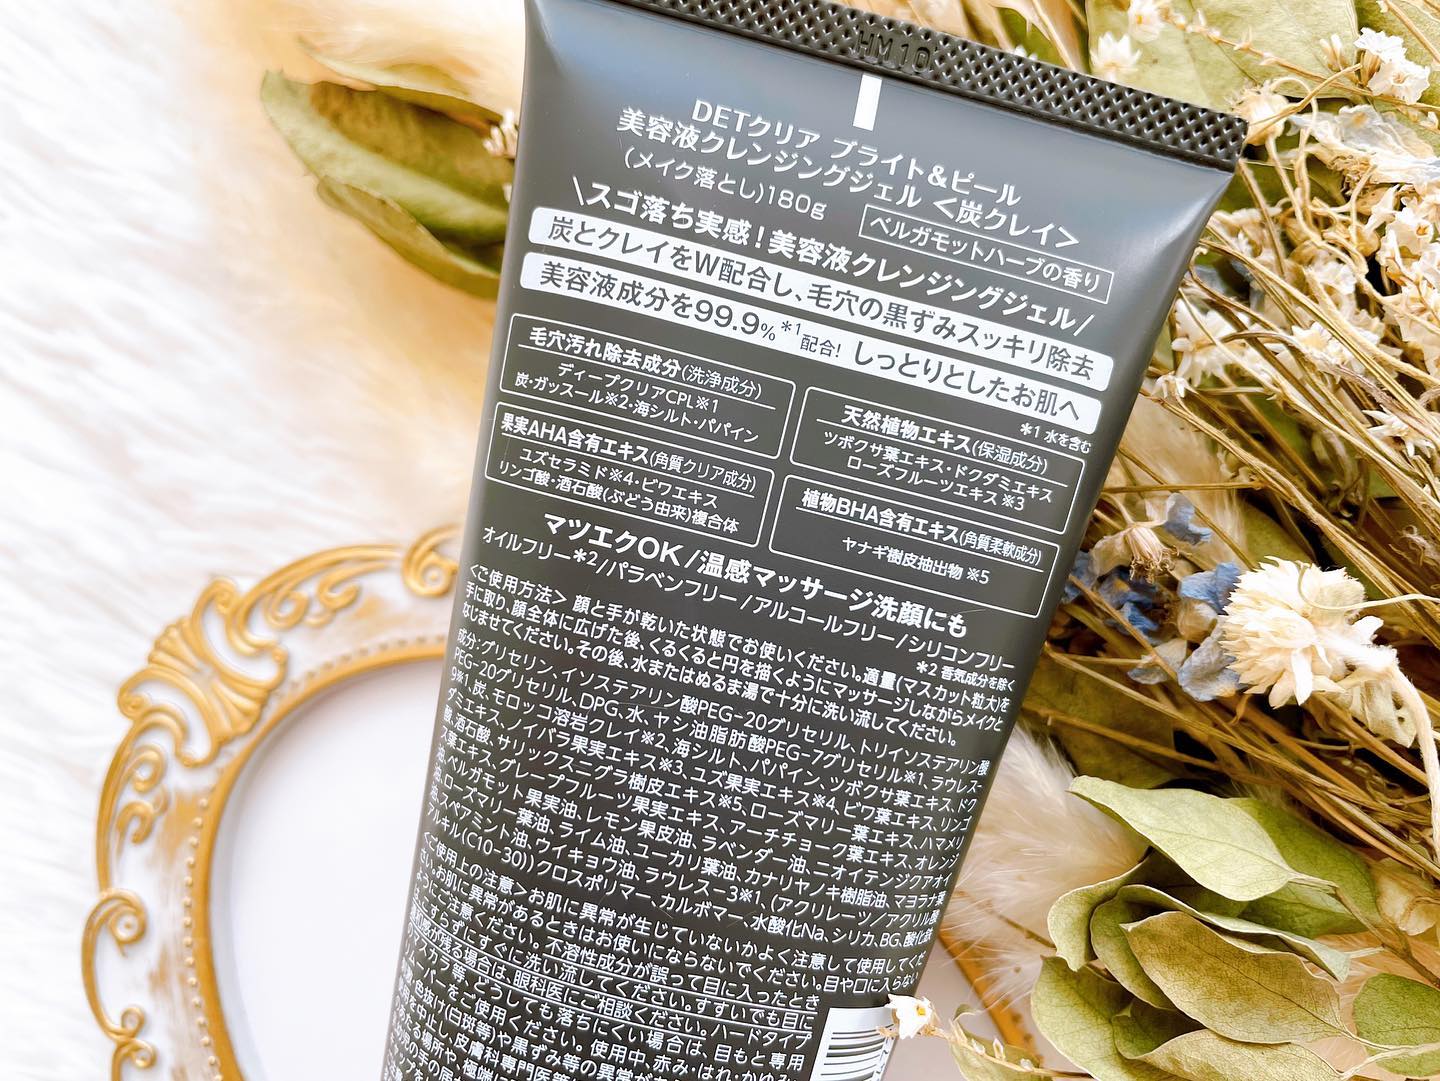 HM10
DETクリア ブライト&ピール
美容液クレンジングジェル <炭クレイ>
(メイク落とし)180g
ベルガモットハーブの香り
\スゴ落ち実感!美容液クレンジングジェル/
炭とクレイをW配合し、毛穴の黒ずみスッキリ除去
美容液成分を99.9%*1配合! しっとりとしたお肌へ
*1 水を含む
毛穴汚れ除去成分(洗浄成分)
ディープクリアCPL※1
炭・ガッスール※2・海シルト・パパイン
天然植物エキス(保湿成分)
ツボクサ葉エキス・ドクダミエキス
ローズフルーツエキス※3
果実AHA含有エキス(角質クリア成分)
ユズセラミド※4・ビワエキス
リンゴ酸・酒石酸(ぶどう由来)複合体
植物BHA含有エキス(角質柔軟成分)
ヤナギ樹皮抽出物 ※5
マツエクOK/温感マッサージ洗顔にも
オイルフリー*2/パラベンフリー/アルコールフリー/シリコンフリー
*2 香気成分を除く
<ご使用方法> 顔と手が乾いた状態でお使いください。適量(マスカット粒大)を
手に取り、顔全体に広げた後、くるくると円を描くようにマッサージしながらメイクと
なじませてください。その後、水またはぬるま湯で十分に洗い流してください。
成分:グリセリン、イソステアリン酸PEG-20グリセリル、トリイソステアリン酸
PEG-20グリセリル、DPG、水、ヤシ油脂肪酸PEG-7グリセリル※1、ラウレス-
9※1、炭、モロッコ溶岩クレイ※2、海シルト、パパイン、ツボクサ葉エキス、ドク
ダミエキス、ノイバラ果実エキス※3、ユズ果実エキス※4、ビワ葉エキス、リンゴ
酸、酒石酸、サリックスニグラ樹皮エキス※5、ローズマリー葉エキス、ハマメリ
ス葉エキス、グレープフルーツ果実エキス、アーチチョーク葉エキス、オレンジ
油、ベルガモット果実油、レモン果皮油、ラベンダー油、ニオイテンジクアオイ
油、ローズマリー葉油、ライム油、ユーカリ葉油、カナリヤノキ樹脂油、マヨラナ葉
油、スペアミント油、ウイキョウ油、ラウレス-3※1、(アクリレーツ/アクリル酸
アルキル(C10-30))クロスポリマー、カルボマー、水酸化Na、シリカ、BG、酸化鉄
<ご使用上の注意>お肌に異常が生じていないかよく注意して使用してくだ
さい。お肌に異常があるときはお使いにならないでください。目や口に入らない
ようにご注意ください。不溶性成分が誤って目に入ったとき
はこすらずにすぐに洗い流してください。すすいでも目に
異物感が残る場合は、眼科医にご相談ください。ハードタイプ
のマスカラ等、どうしても落ちにくい場合は、目もと専用
リムーバーをご使用ください。使用中、赤み・はれ・かゆみ・
刺激、色抜け(白斑等)や黒ずみ等の異常が
使用を中止し、皮膚科専門医等